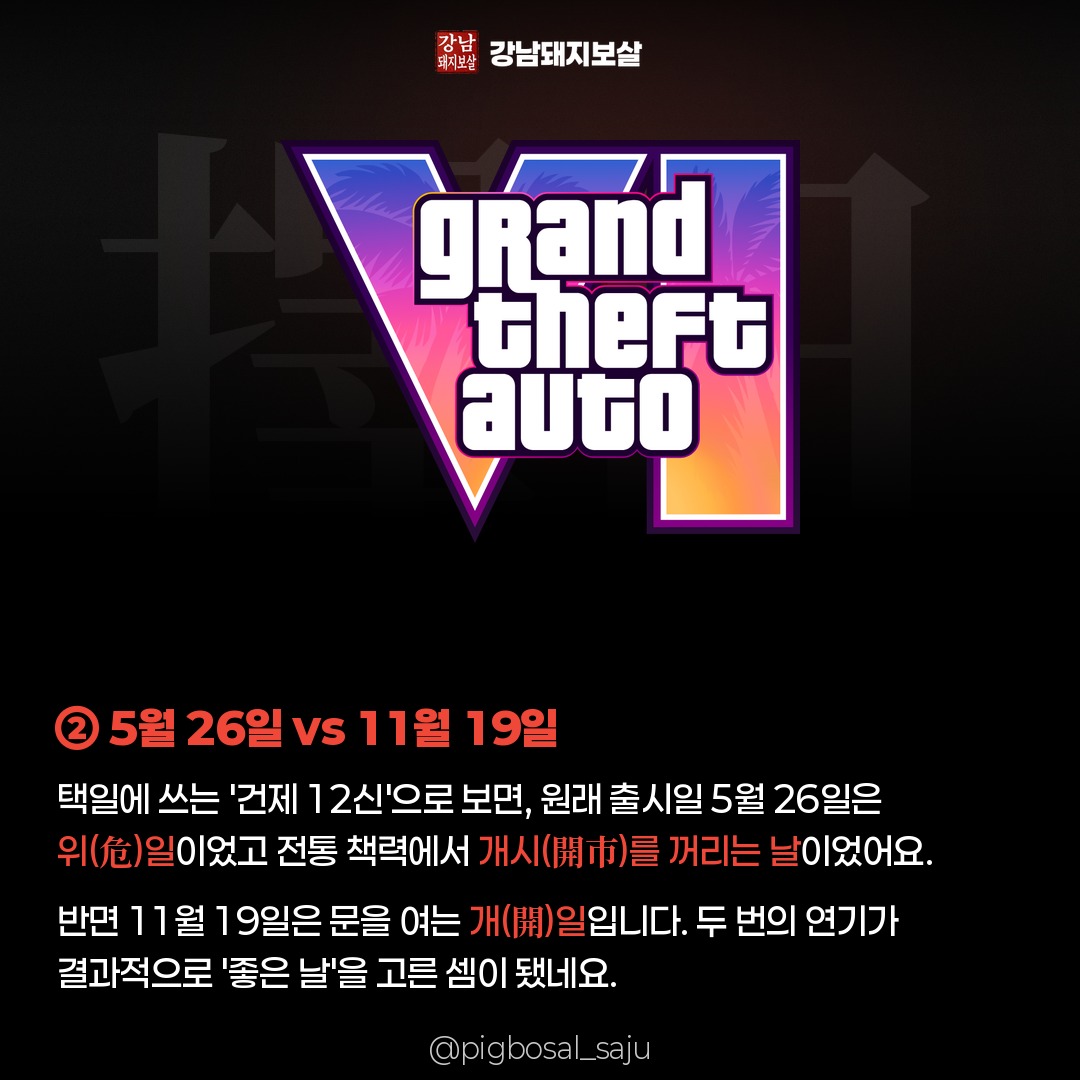 강남
돼지보살
강남돼지보살
擇日
VI
grand
theft
auto
② 5월 26일 vs 11월 19일
택일에 쓰는 '건제 12신'으로 보면, 원래 출시일 5월 26일은
위(危)일이었고 전통 책력에서 개시(開市)를 꺼리는 날이었어요.
반면 11월 19일은 문을 여는 개(開)일입니다. 두 번의 연기가
결과적으로 '좋은 날'을 고른 셈이 됐네요.
@pigbosal_saju